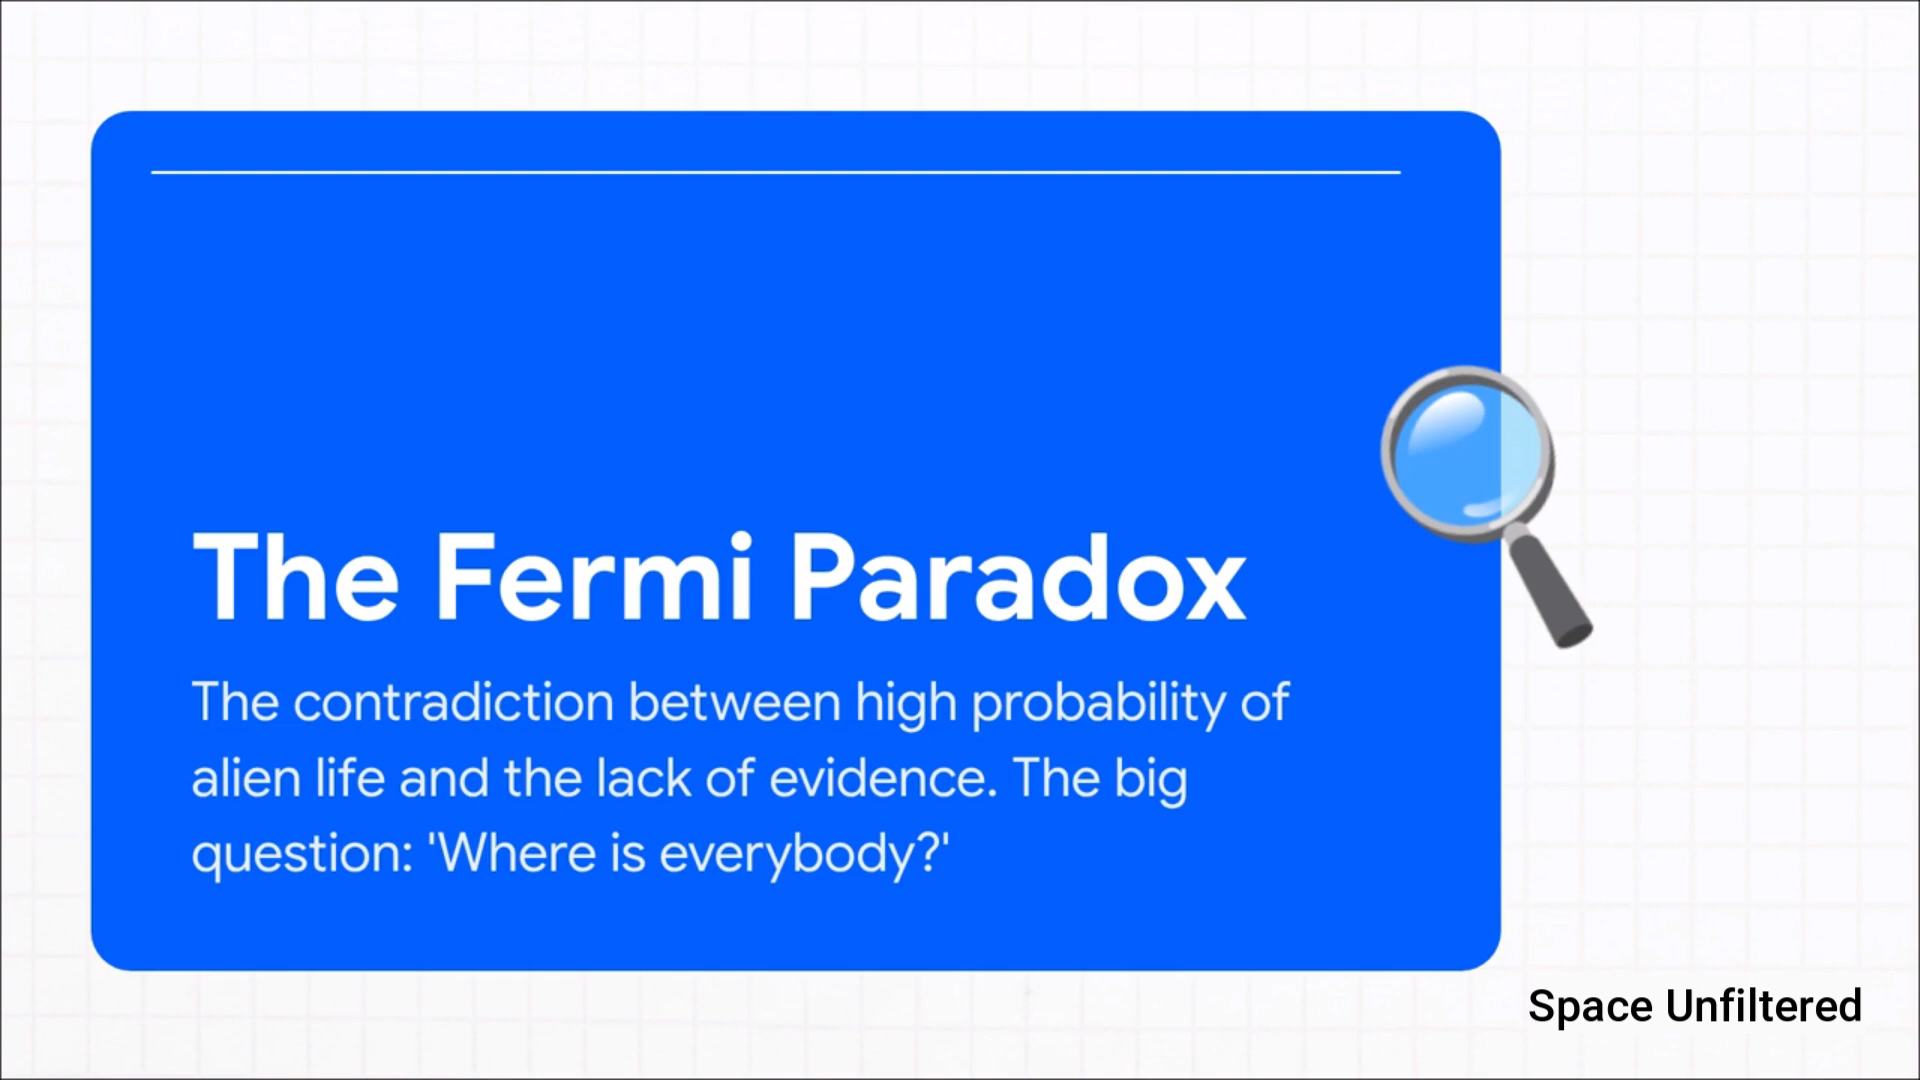 The Fermi Paradox
The contradiction between high probability of
alien life and the lack of evidence. The big
question: 'Where is everybody?'
Space Unfiltered